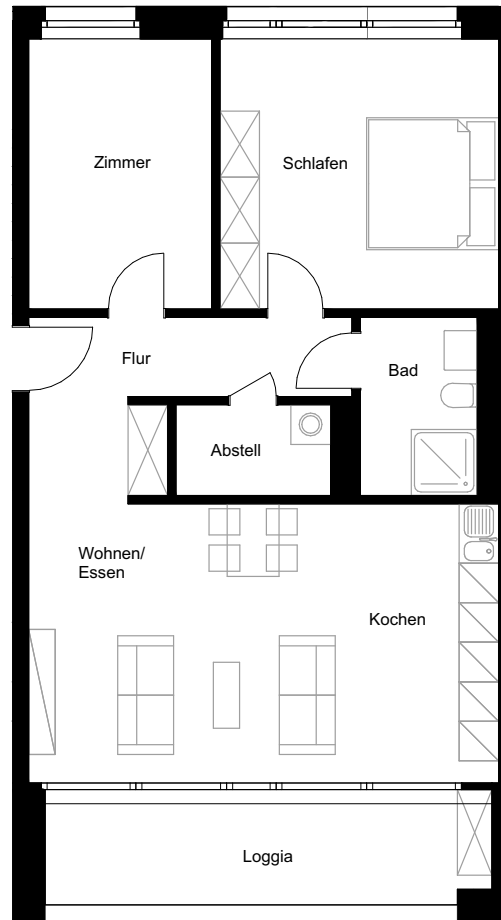 Zimmer
Schlafen
Flur
Bad
Abstell
Wohnen/
Essen
Kochen
Loggia